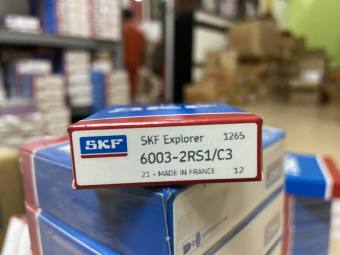 SKF
SKF Explorer 1265
6003-2RS1/C3
21 - MADE IN FRANCE 12